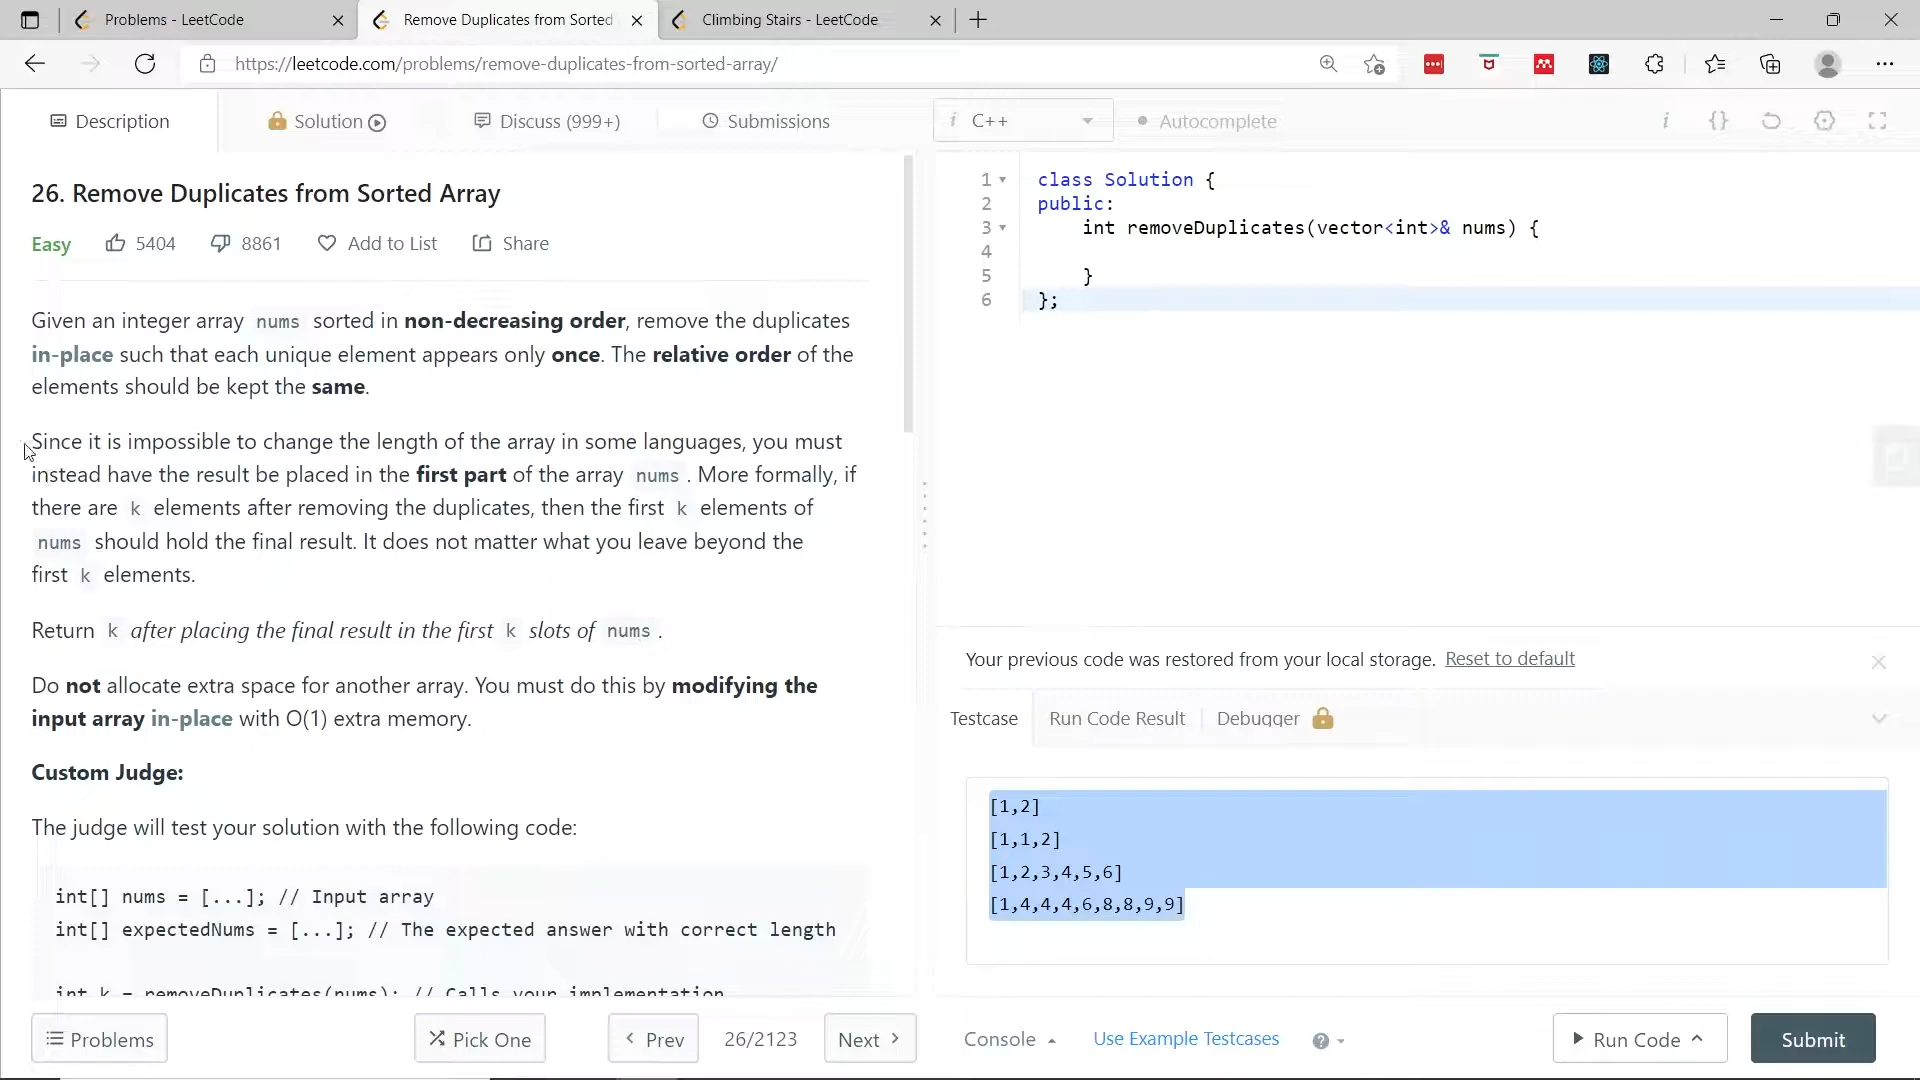 Problems - LeetCode
Remove Duplicates from Sorted
Climbing Stairs - LeetCode
https://leetcode.com/problems/remove-duplicates-from-sorted-array/
Description
Solution
Discuss (999+)
Submissions
i C++
Autocomplete
26. Remove Duplicates from Sorted Array
Easy 5404 8861 Add to List Share
Given an integer array nums sorted in non-decreasing order, remove the duplicates
in-place such that each unique element appears only once. The relative order of the
elements should be kept the same.
Since it is impossible to change the length of the array in some languages, you must
instead have the result be placed in the first part of the array nums . More formally, if
there are k elements after removing the duplicates, then the first k elements of
nums should hold the final result. It does not matter what you leave beyond the
first k elements.
Return k after placing the final result in the first k slots of nums .
Do not allocate extra space for another array. You must do this by modifying the
input array in-place with O(1) extra memory.
Custom Judge:
The judge will test your solution with the following code:
int[] nums = [...]; // Input array
int[] expectedNums = [...]; // The expected answer with correct length
int k = removeDuplicates(nums); // Calls your implementation
Problems
Pick One
Prev
26/2123
Next
1 class Solution {
2 public:
3 int removeDuplicates(vector<int>& nums) {
4
5 }
6 };
Your previous code was restored from your local storage. Reset to default
Testcase
Run Code Result
Debugger
[1,2]
[1,1,2]
[1,2,3,4,5,6]
[1,4,4,4,6,8,8,9,9]
Console
Use Example Testcases
?
Run Code
Submit